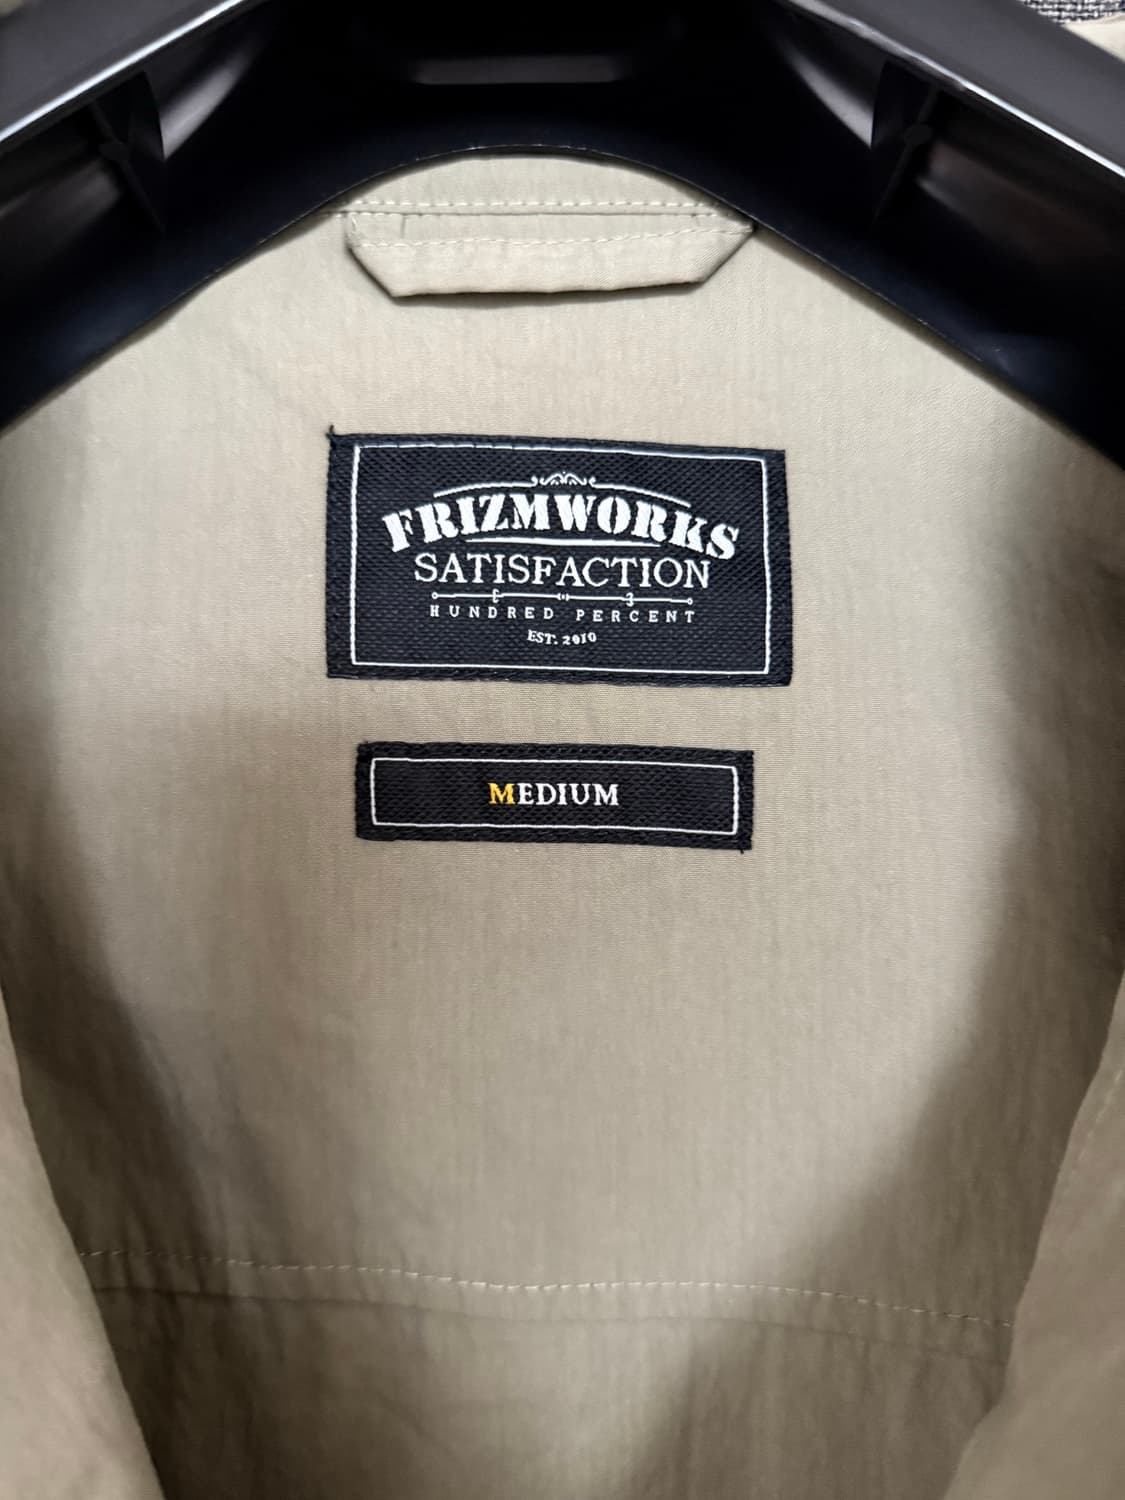 FRIZMWORKS
SATISFACTION
HUNDRED PERCENT
EST. 2010
MEDIUM